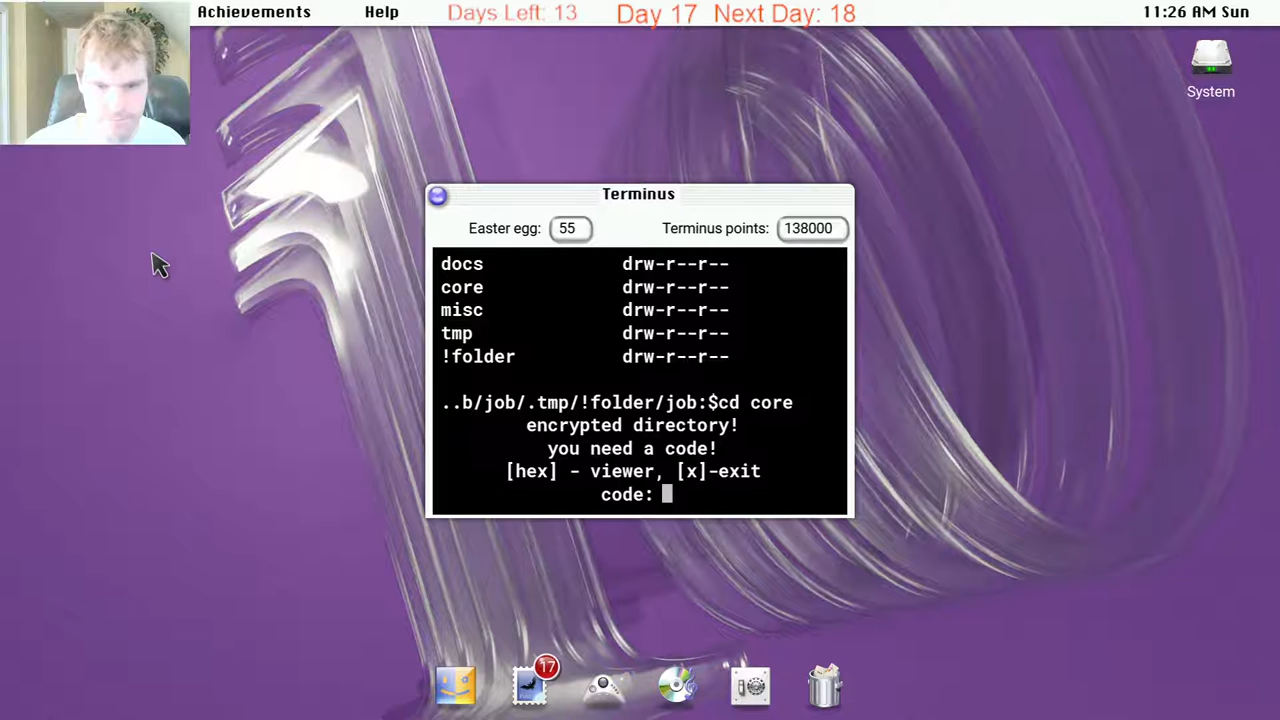 Achievements Help Days Left: 13 Day 17 Next Day: 18 11:26 AM Sun
System
Terminus
Easter egg: 55 Terminus points: 138000
docs drw-r--r--
core drw-r--r--
misc drw-r--r--
tmp drw-r--r--
!folder drw-r--r--
..b/job/.tmp/!folder/job:$cd core
encrypted directory!
you need a code!
[hex] - viewer, [x]-exit
code:
17